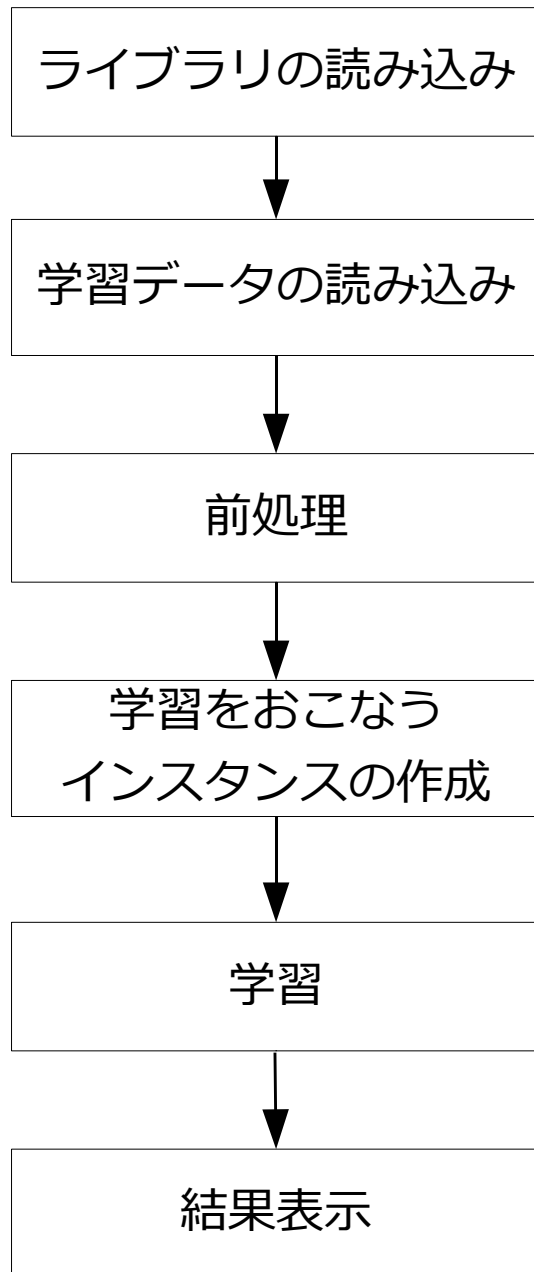 ライブラリの読み込み
学習データの読み込み
前処理
学習をおこなう
インスタンスの作成
学習
結果表示